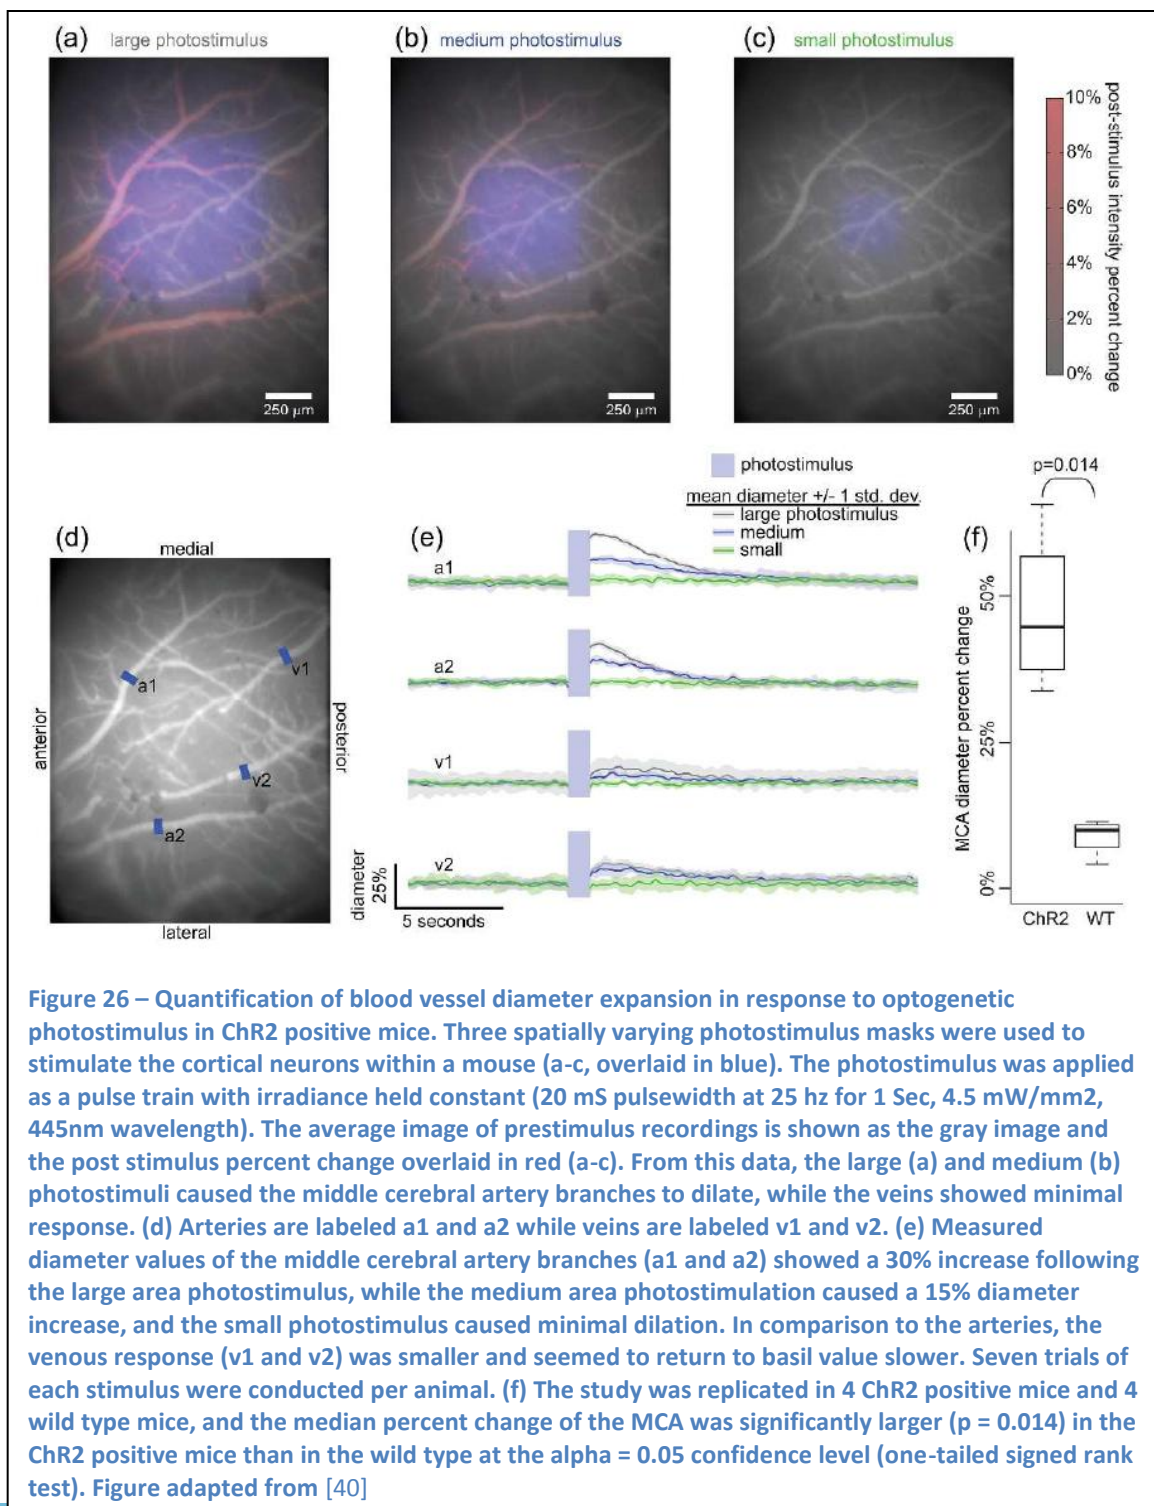 (a) large photostimulus
(b) medium photostimulus
(c) small photostimulus
250 µm
250 µm
250 µm
10%
8%
6%
4%
2%
0%
post-stimulus intensity percent change
(d)
medial
anterior
posterior
lateral
a1
v1
v2
a2
(e)
photostimulus
mean diameter +/- 1 std. dev.
large photostimulus
medium
small
a1
a2
v1
v2
diameter
25%
5 seconds
(f)
p=0.014
MCA diameter percent change
50%
25%
0%
ChR2 WT
Figure 26 – Quantification of blood vessel diameter expansion in response to optogenetic
photostimulus in ChR2 positive mice. Three spatially varying photostimulus masks were used to
stimulate the cortical neurons within a mouse (a-c, overlaid in blue). The photostimulus was applied
as a pulse train with irradiance held constant (20 mS pulsewidth at 25 hz for 1 Sec, 4.5 mW/mm2,
445nm wavelength). The average image of prestimulus recordings is shown as the gray image and
the post stimulus percent change overlaid in red (a-c). From this data, the large (a) and medium (b)
photostimuli caused the middle cerebral artery branches to dilate, while the veins showed minimal
response. (d) Arteries are labeled a1 and a2 while veins are labeled v1 and v2. (e) Measured
diameter values of the middle cerebral artery branches (a1 and a2) showed a 30% increase following
the large area photostimulus, while the medium area photostimulation caused a 15% diameter
increase, and the small photostimulus caused minimal dilation. In comparison to the arteries, the
venous response (v1 and v2) was smaller and seemed to return to basil value slower. Seven trials of
each stimulus were conducted per animal. (f) The study was replicated in 4 ChR2 positive mice and 4
wild type mice, and the median percent change of the MCA was significantly larger (p = 0.014) in the
ChR2 positive mice than in the wild type at the alpha = 0.05 confidence level (one-tailed signed rank
test). Figure adapted from [40]